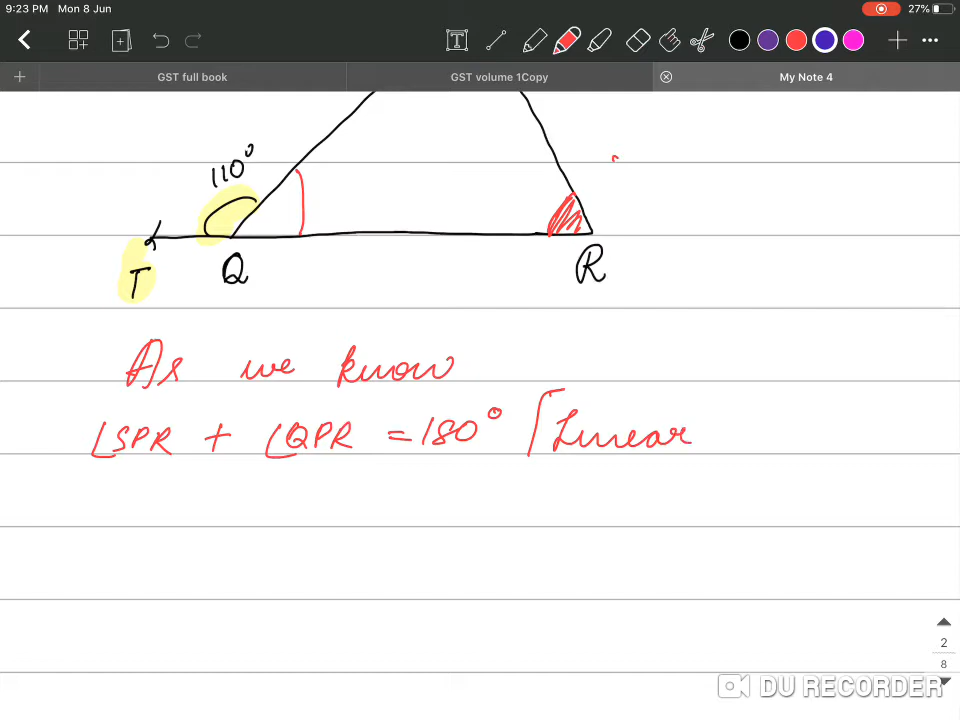 9:23 PM Mon 8 Jun 27%
GST full book GST volume 1Copy My Note 4
110°
T Q R
As we know
∠SPR + ∠QPR = 180° [Linear
2
8
DU RECORDER